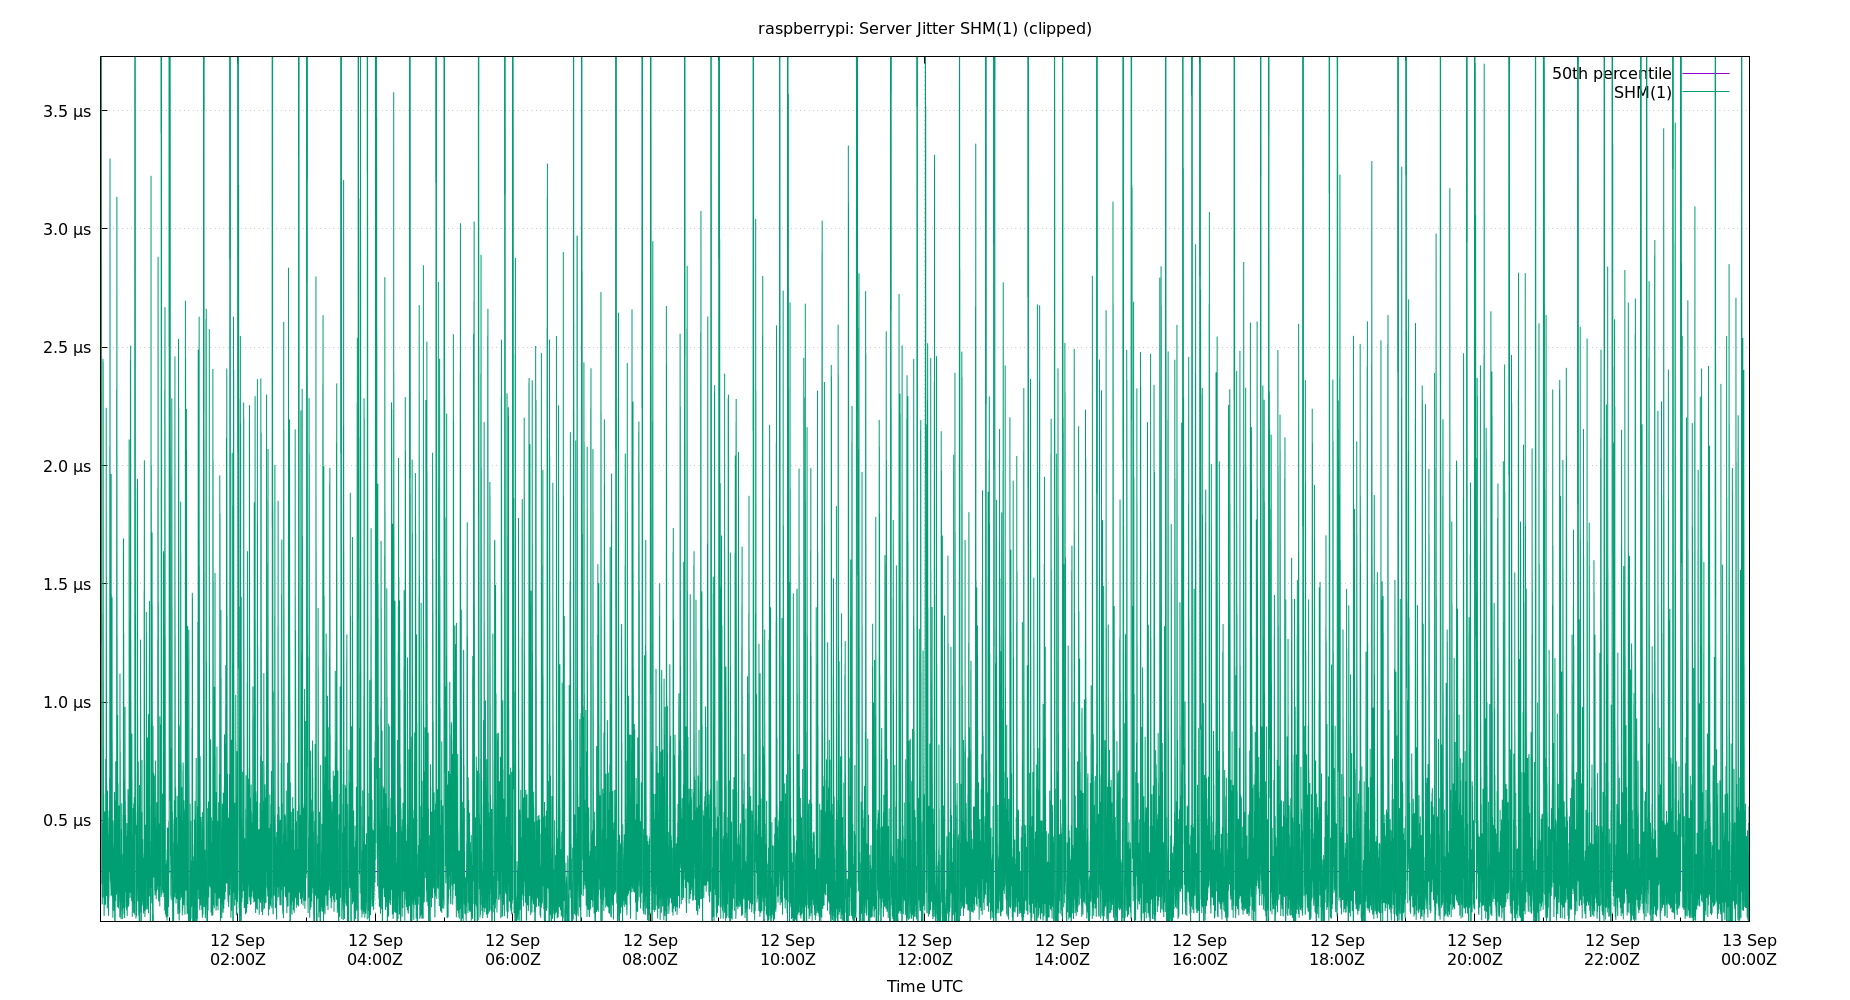 raspberrypi: Server Jitter SHM(1) (clipped)
50th percentile
SHM(1)
3.5 µs
3.0 µs
2.5 µs
2.0 µs
1.5 µs
1.0 µs
0.5 µs
12 Sep 12 Sep 12 Sep 12 Sep 12 Sep 12 Sep 12 Sep 12 Sep 12 Sep 12 Sep 12 Sep 13 Sep
02:00Z 04:00Z 06:00Z 08:00Z 10:00Z 12:00Z 14:00Z 16:00Z 18:00Z 20:00Z 22:00Z 00:00Z
Time UTC